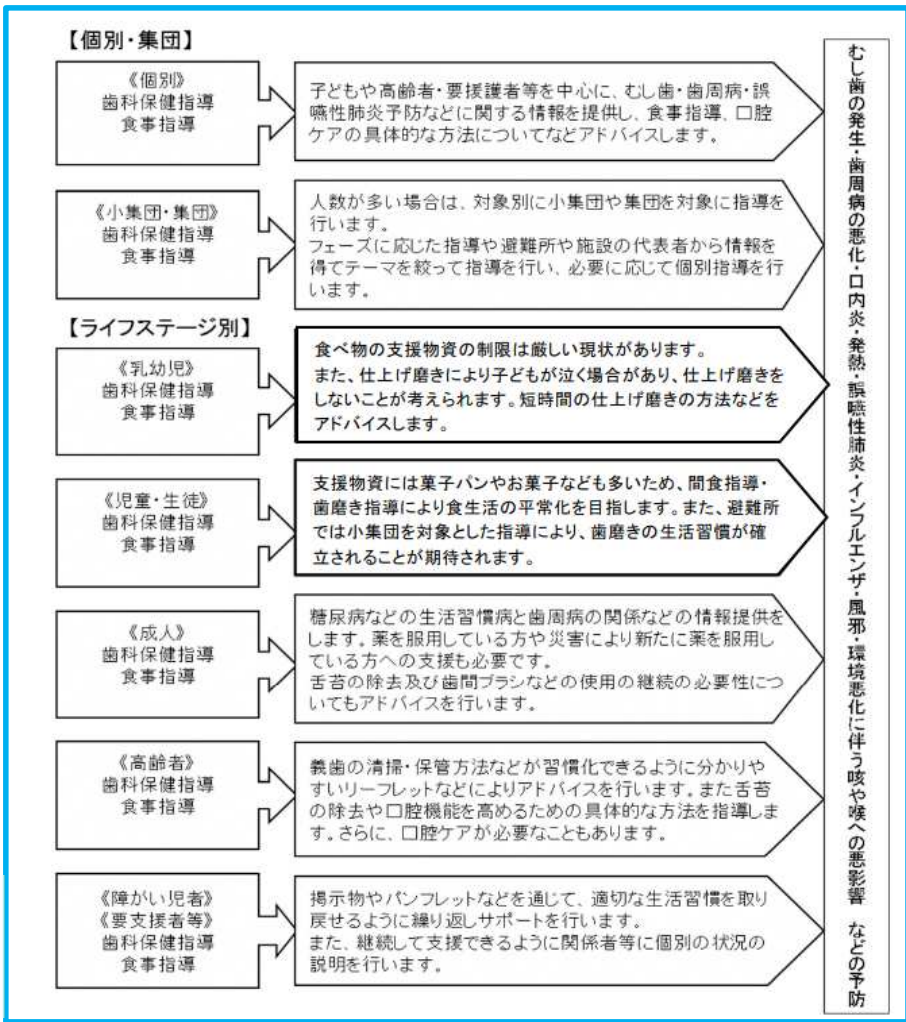 【個別・集団】
《個別》
歯科保健指導
食事指導
子どもや高齢者・要援護者等を中心に、むし歯・歯周病・誤
嚥性肺炎予防などに関する情報を提供し、食事指導、口腔
ケアの具体的な方法についてなどアドバイスします。
《小集団・集団》
歯科保健指導
食事指導
人数が多い場合は、対象別に小集団や集団を対象に指導を
行います。
フェーズに応じた指導や避難所や施設の代表者から情報を
得てテーマを絞って指導を行い、必要に応じて個別指導を行
います。
【ライフステージ別】
《乳幼児》
歯科保健指導
食事指導
食べ物の支援物資の制限は厳しい現状があります。
また、仕上げ磨きにより子どもが泣く場合があり、仕上げ磨きを
しないことが考えられます。短時間の仕上げ磨きの方法などを
アドバイスします。
《児童・生徒》
歯科保健指導
食事指導
支援物資には菓子パンやお菓子なども多いため、間食指導・
歯磨き指導により食生活の平常化を目指します。また、避難所
では小集団を対象とした指導により、歯磨きの生活習慣が確
立されることが期待されます。
《成人》
歯科保健指導
食事指導
糖尿病などの生活習慣病と歯周病の関係などの情報提供を
します。薬を服用している方や災害により新たに薬を服用し
ている方への支援も必要です。
舌苔の除去及び歯間ブラシなどの使用の継続の必要性につ
いてもアドバイスを行います。
《高齢者》
歯科保健指導
食事指導
義歯の清掃・保管方法などが習慣化できるように分かりや
すいリーフレットなどによりアドバイスを行います。また舌苔
の除去や口腔機能を高めるための具体的な方法を指導しま
す。さらに、口腔ケアが必要なこともあります。
《障がい児者》
《要支援者等》
歯科保健指導
食事指導
掲示物やパンフレットなどを通じて、適切な生活習慣を取り
戻せるように繰り返しサポートを行います。
また、継続して支援できるように関係者等に個別の状況の
説明を行います。
むし歯の発生・歯周病の悪化・口内炎・発熱・誤嚥性肺炎・インフルエンザ・風邪・環境悪化に伴う咳や喉への悪影響 などの予防